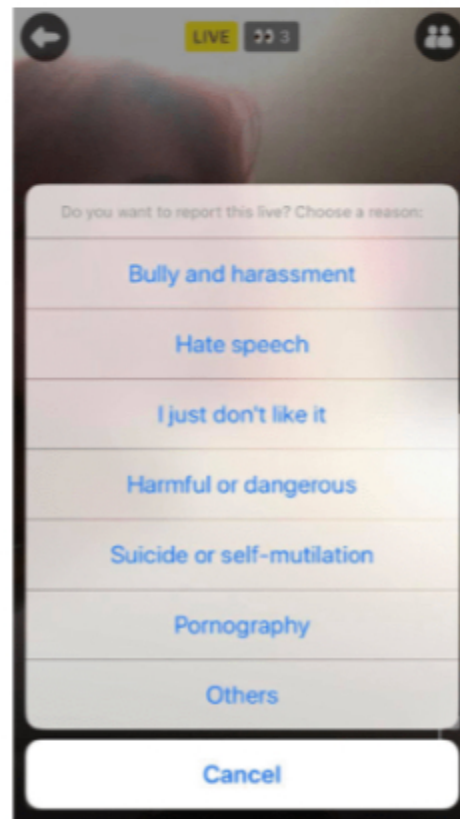 LIVE 👀 3
Do you want to report this live? Choose a reason:
Bully and harassment
Hate speech
I just don't like it
Harmful or dangerous
Suicide or self-mutilation
Pornography
Others
Cancel